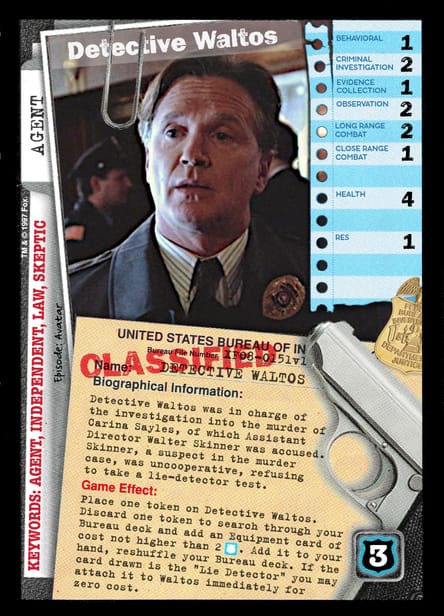 Detective Waltos
BEHAVIORAL 1
CRIMINAL INVESTIGATION 2
EVIDENCE COLLECTION 1
OBSERVATION 2
LONG RANGE COMBAT 2
CLOSE RANGE COMBAT 1
HEALTH 4
RES 1
AGENT
TM & © 1997 Fox.
KEYWORDS: AGENT, INDEPENDENT, LAW, SKEPTIC
Episode: Avatar
UNITED STATES BUREAU OF IN
Bureau File Number: XF08-0151v1
CLASSIFIED
Name: DETECTIVE WALTOS
Biographical Information:
Detective Waltos was in charge of
the investigation into the murder of
Carina Sayles, of which Assistant
Director Walter Skinner was accused.
Skinner, a suspect in the murder
case, was uncooperative, refusing
to take a lie-detector test.
Game Effect:
Place one token on Detective Waltos.
Discard one token to search through your
Bureau deck and add an Equipment card of
cost not higher than 2 . Add it to your
hand, reshuffle your Bureau deck. If the
card drawn is the "Lie Detector" you may
attach it to Waltos immediately for
zero cost.
3